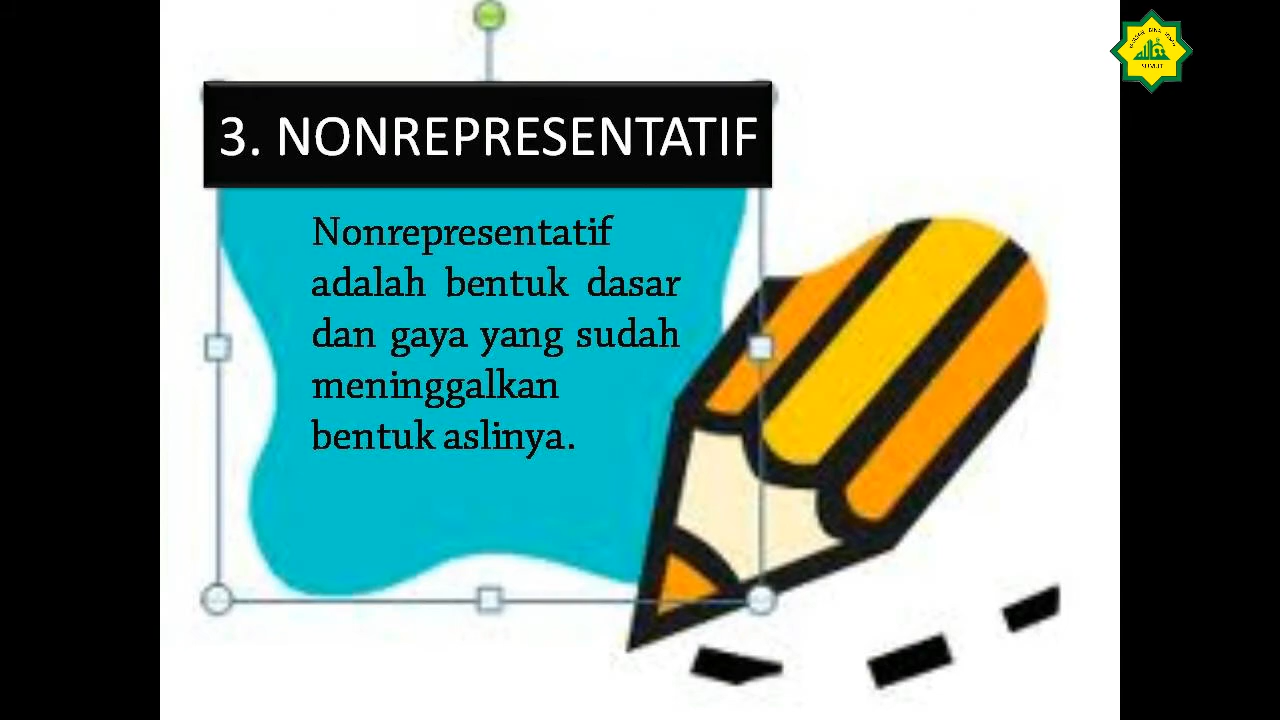 3. NONREPRESENTATIF
Nonrepresentatif
adalah bentuk dasar
dan gaya yang sudah
meninggalkan
bentuk aslinya.